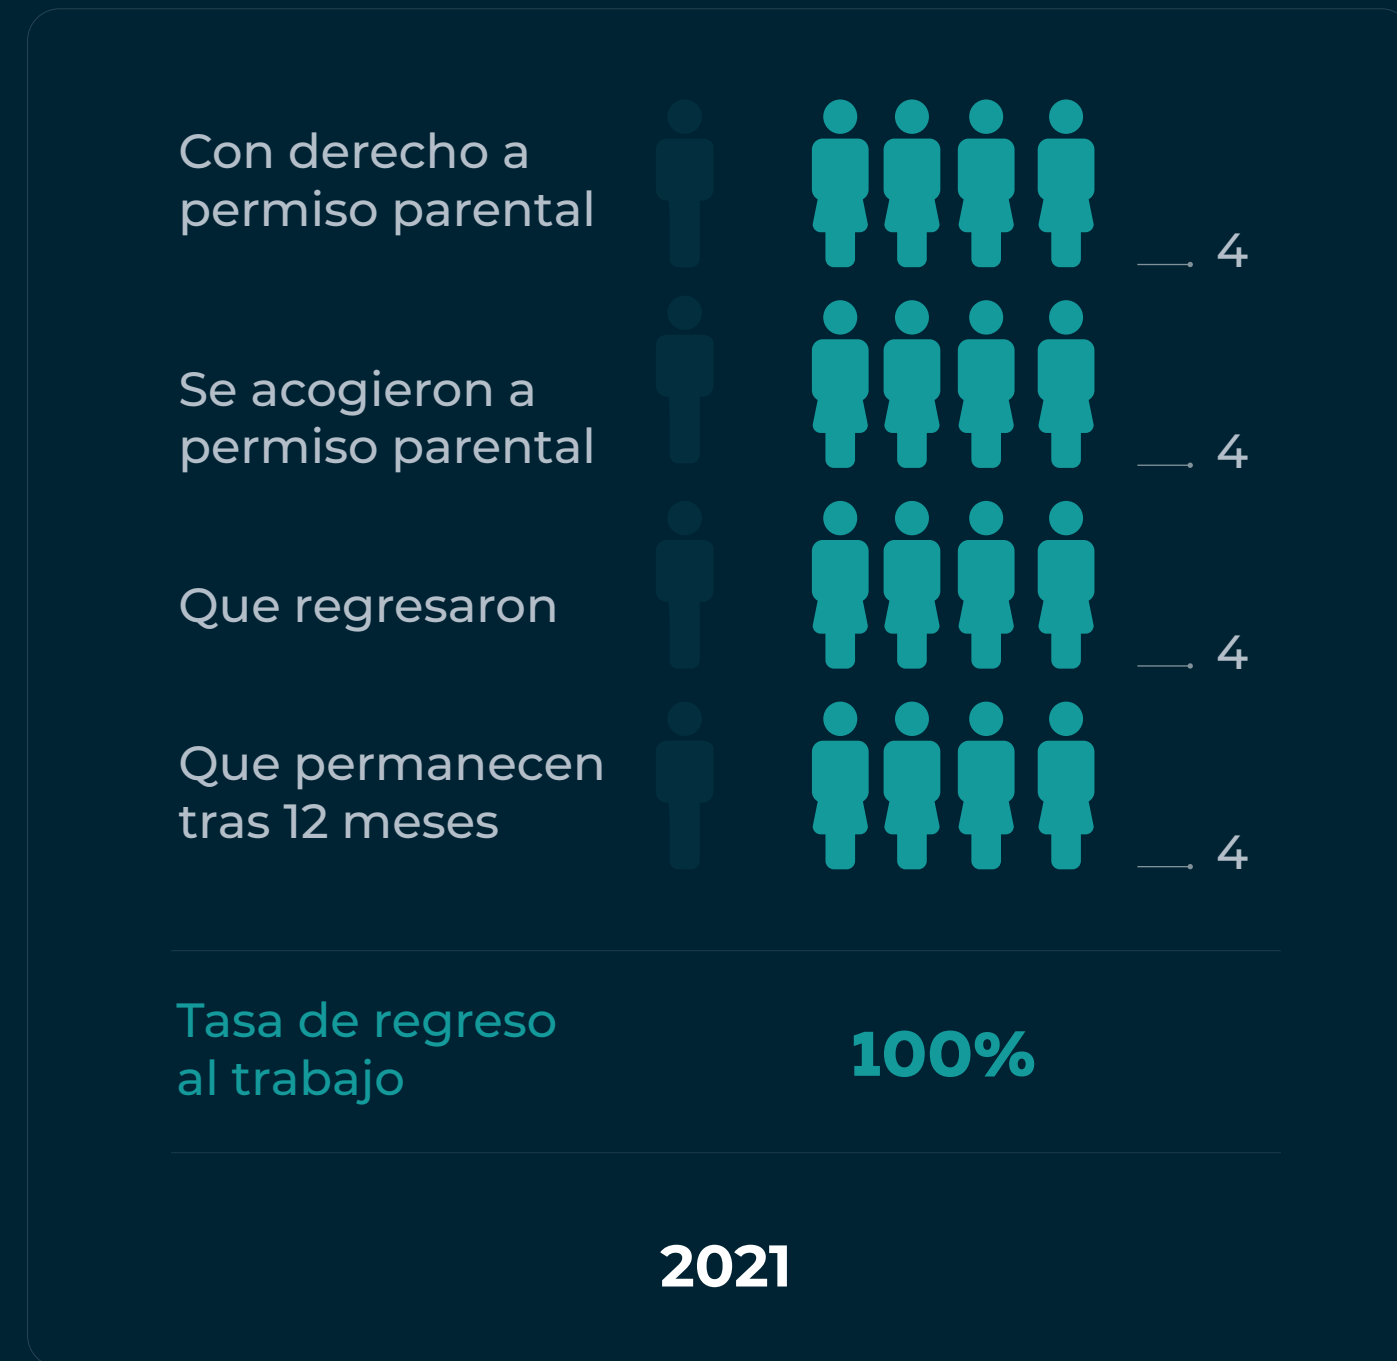 Con derecho a
permiso parental
4
Se acogieron a
permiso parental
4
Que regresaron
4
Que permanecen
tras 12 meses
4
Tasa de regreso
al trabajo
100%
2021